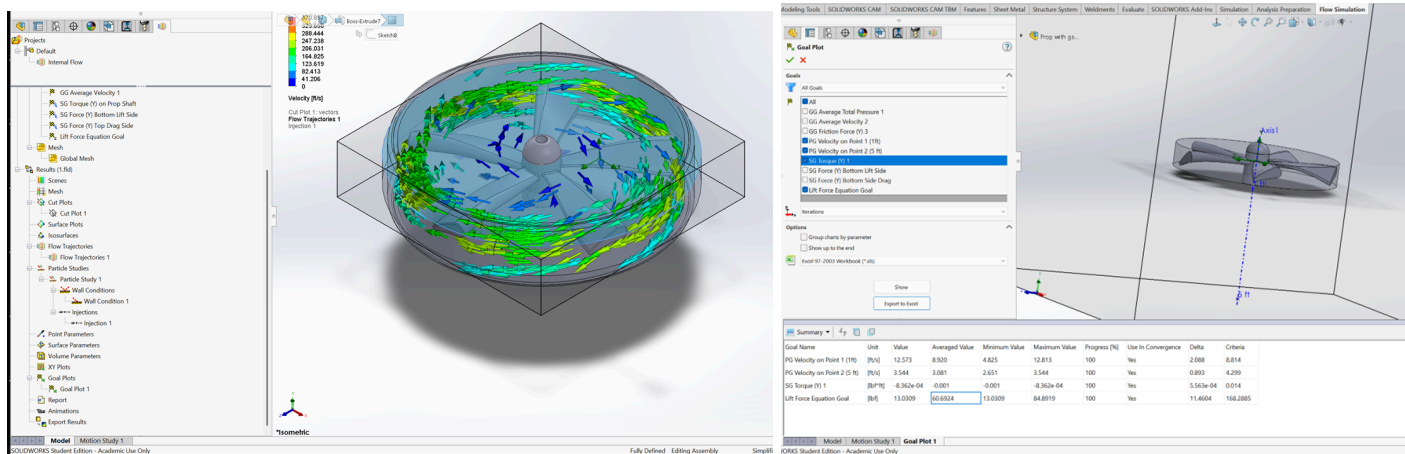 Projects
Default
Internal Flow
GG Average Velocity 1
SG Torque (Y) on Prop Shaft
SG Force (Y) Bottom Lift Side
SG Force (Y) Top Drag Side
Lift Force Equation Goal
Mesh
Global Mesh
Results (1.fld)
Scenes
Mesh
Cut Plots
Cut Plot 1
Surface Plots
Isosurfaces
Flow Trajectories
Flow Trajectories 1
Particle Studies
Particle Study 1
Wall Conditions
Wall Condition 1
Injections
Injection 1
Point Parameters
Surface Parameters
Volume Parameters
XY Plots
Goal Plots
Goal Plot 1
Report
Animations
Export Results
Model Motion Study 1
SOLIDWORKS Student Edition - Academic Use Only
Boss-Extrude7
Sketch8
288.444
247.238
206.031
164.825
123.619
82.413
41.206
0
Velocity [ft/s]
Cut Plot 1: vectors
Flow Trajectories 1
Injection 1
*Isometric
Fully Defined Editing Assembly
SOLIDWORKS CAM SOLIDWORKS CAM TBM Features Sheet Metal Structure System Weldments Evaluate SOLIDWORKS Add-Ins Simulation Analysis Preparation Flow Simulation
Goal Plot
Goals
All Goals
All
GG Average Total Pressure 1
GG Average Velocity 2
GG Friction Force (Y) 3
PG Velocity on Point 1 (1ft)
PG Velocity on Point 2 (5 ft)
SG Torque (Y) 1
SG Force (Y) Bottom Lift Side
SG Force (Y) Bottom Side Drag
Lift Force Equation Goal
Iterations
Options
Group charts by parameter
Show up to the end
Excel 97-2003 Workbook (*.xls)
Show
Export to Excel
Prop with ge...
Axis1
ft
Summary
Goal Name Unit Value Averaged Value Minimum Value Maximum Value Progress [%] Use In Convergence Delta Criteria
PG Velocity on Point 1 (1ft) [ft/s] 12.573 8.920 4.825 12.813 100 Yes 2.088 8.814
PG Velocity on Point 2 (5 ft) [ft/s] 3.544 3.081 2.651 3.544 100 Yes 0.893 4.299
SG Torque (Y) 1 [lbf*ft] -8.362e-04 -0.001 -0.001 -8.362e-04 100 Yes 5.563e-04 0.014
Lift Force Equation Goal [lbf] 13.0309 60.6924 13.0309 84.8919 100 Yes 11.4604 168.2885
Model Motion Study 1 Goal Plot 1
Student Edition - Academic Use Only